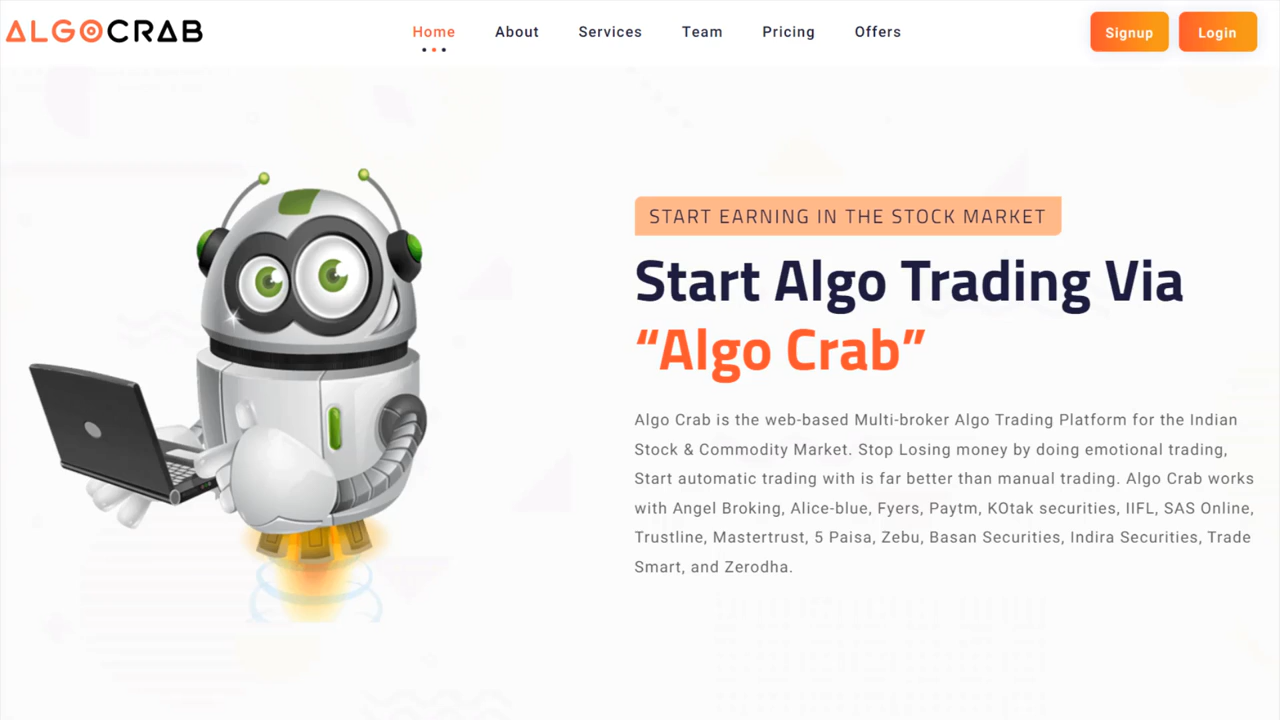 ALGOCRAB
Home About Services Team Pricing Offers
Signup Login
START EARNING IN THE STOCK MARKET
Start Algo Trading Via
“Algo Crab”
Algo Crab is the web-based Multi-broker Algo Trading Platform for the Indian
Stock & Commodity Market. Stop Losing money by doing emotional trading,
Start automatic trading with is far better than manual trading. Algo Crab works
with Angel Broking, Alice-blue, Fyers, Paytm, KOtak securities, IIFL, SAS Online,
Trustline, Mastertrust, 5 Paisa, Zebu, Basan Securities, Indira Securities, Trade
Smart, and Zerodha.